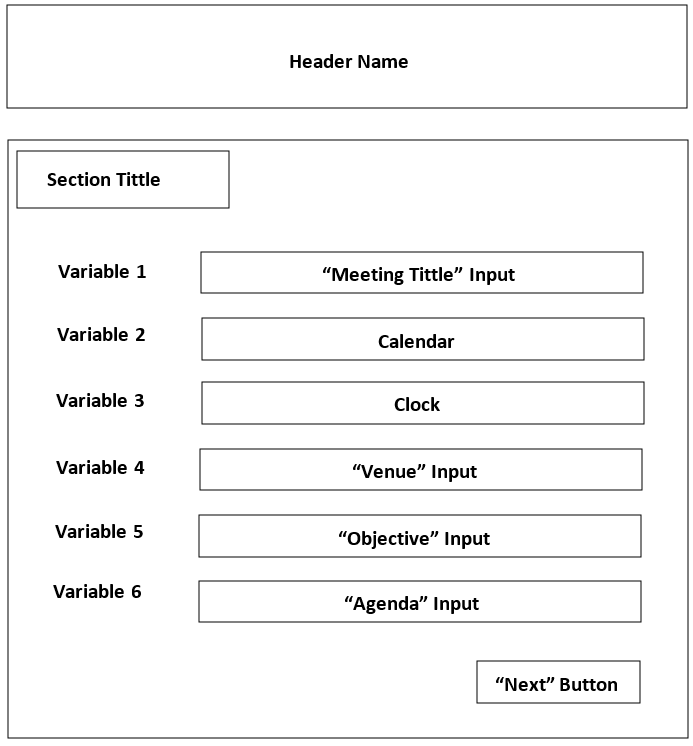 Header Name
Section Tittle
Variable 1
“Meeting Tittle” Input
Variable 2
Calendar
Variable 3
Clock
Variable 4
“Venue” Input
Variable 5
“Objective” Input
Variable 6
“Agenda” Input
“Next” Button